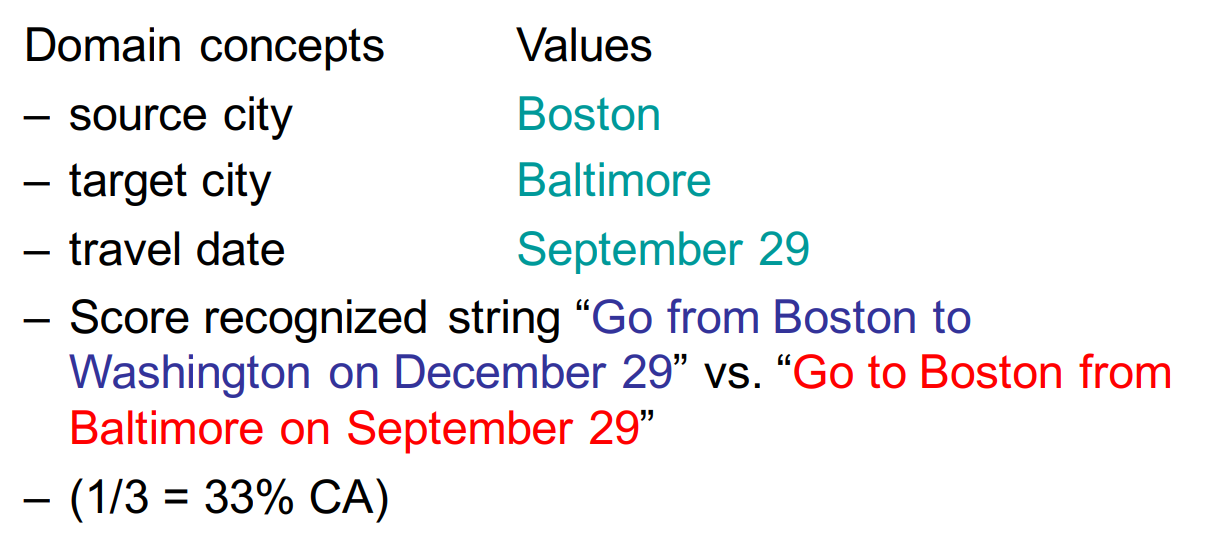 Domain concepts Values
– source city Boston
– target city Baltimore
– travel date September 29
– Score recognized string “Go from Boston to
Washington on December 29” vs. “Go to Boston from
Baltimore on September 29”
– (1/3 = 33% CA)